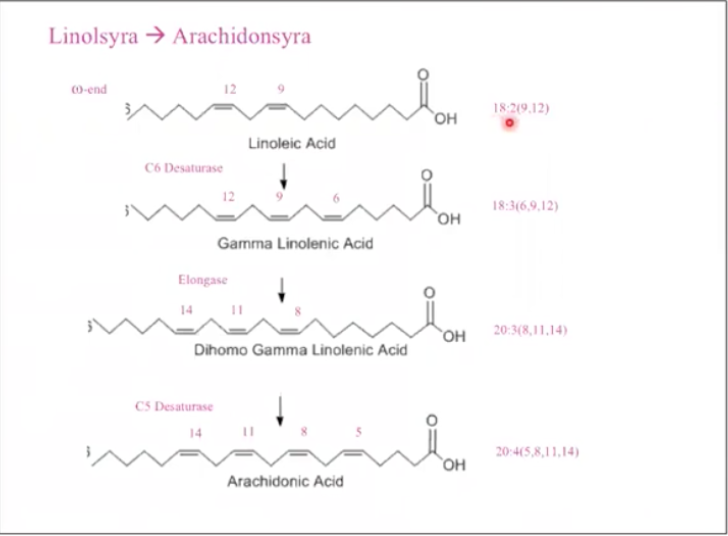 Linolsyra → Arachidonsyra
ω-end
12 9
O
OH
18:2(9,12)
Linoleic Acid
C6 Desaturase
12 9 6
O
OH
18:3(6,9,12)
Gamma Linolenic Acid
Elongase
14 11 8
O
OH
20:3(8,11,14)
Dihomo Gamma Linolenic Acid
C5 Desaturase
14 11 8 5
O
OH
20:4(5,8,11,14)
Arachidonic Acid